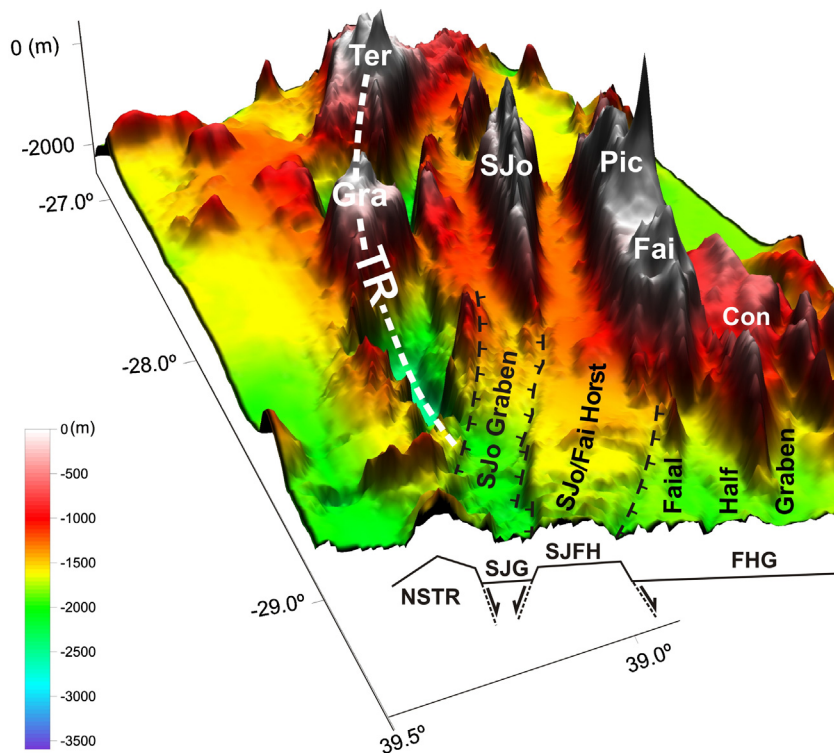 0 (m)
-2000
-27.0º
-28.0º
-29.0º
39.5º
39.0º
Ter
Gra
TR
SJo
Pic
Fai
Con
SJo Graben
SJo/Fai Horst
Faial
Half
Graben
NSTR
SJG
SJFH
FHG
0 (m)
-500
-1000
-1500
-2000
-2500
-3000
-3500